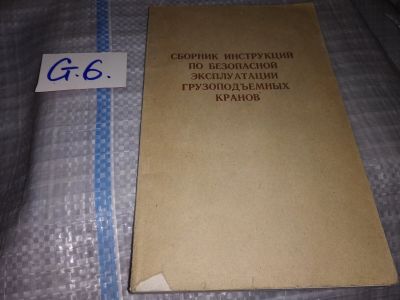 G.6.
СБОРНИК ИНСТРУКЦИЙ
ПО БЕЗОПАСНОЙ
ЭКСПЛУАТАЦИИ
ГРУЗОПОДЪЕМНЫХ
КРАНОВ